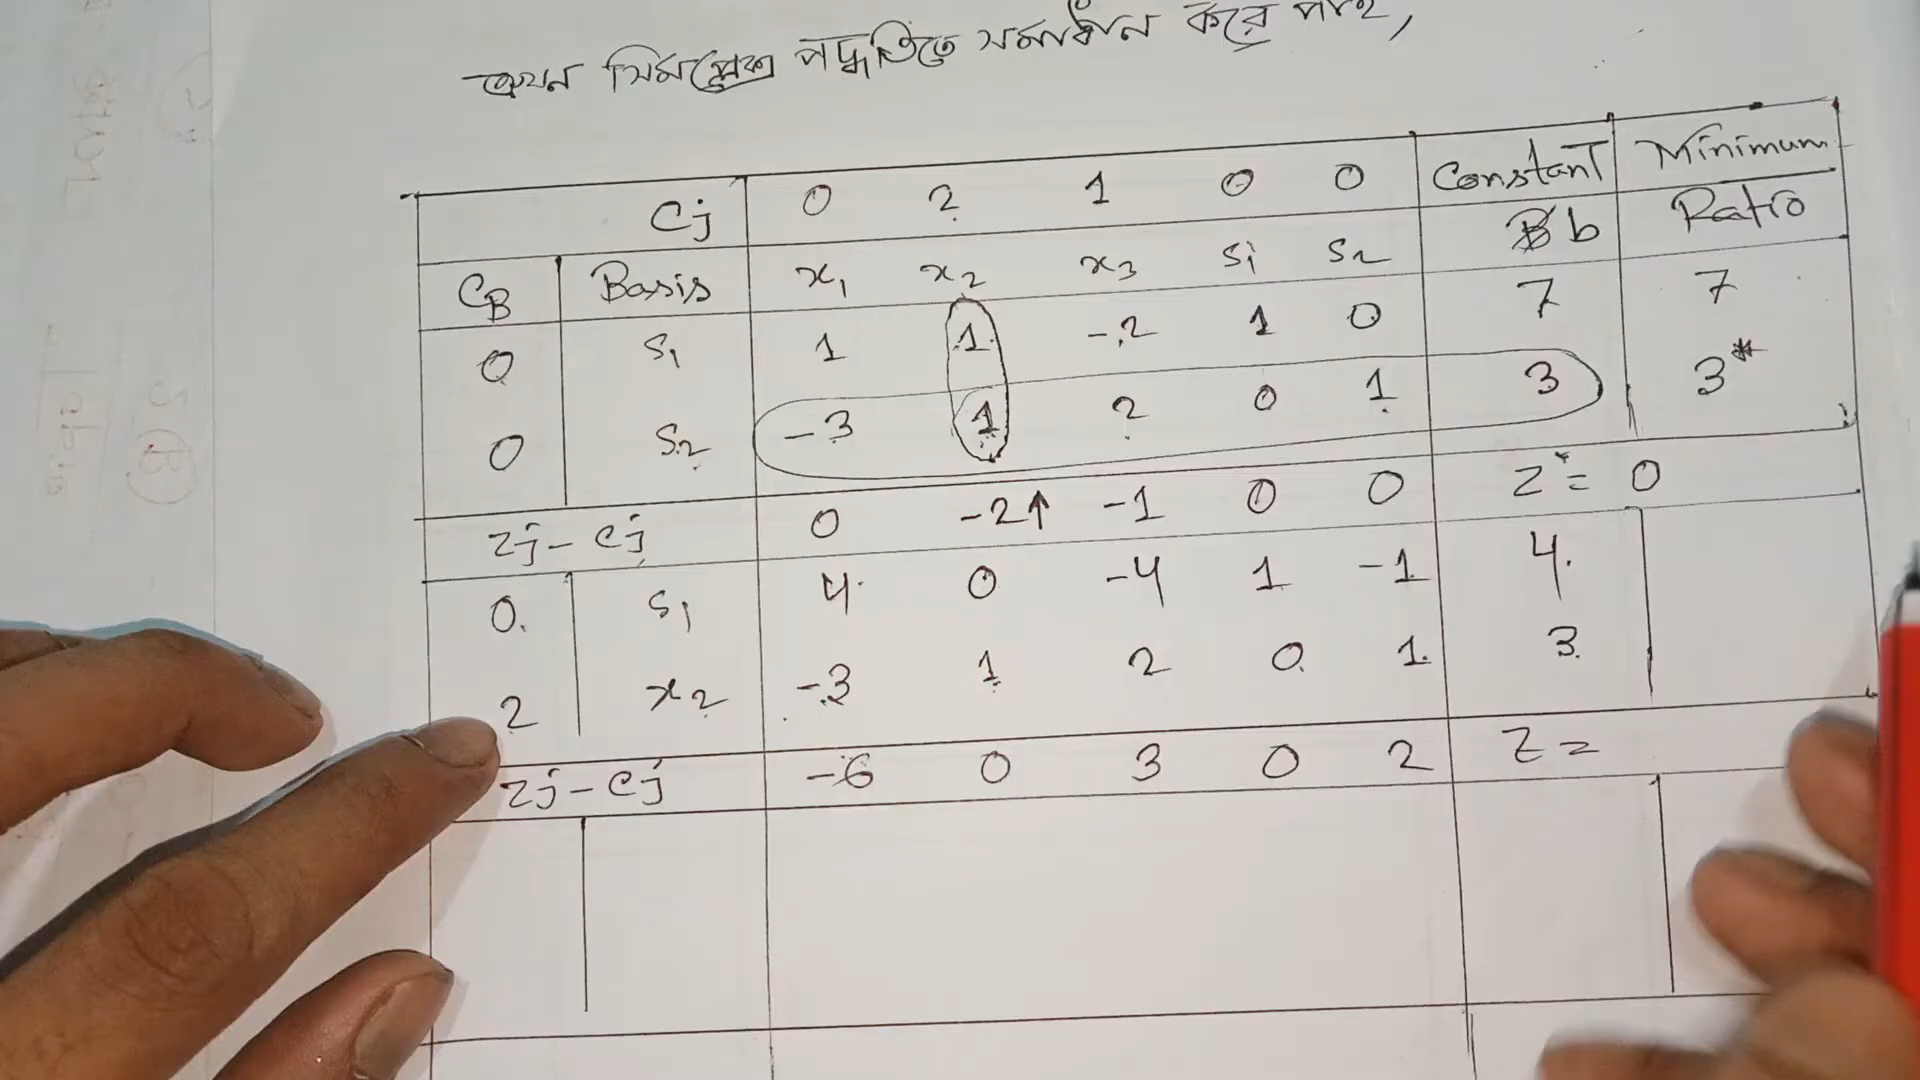 এখন সিমপ্লেক্স পদ্ধতিতে সমাধান করে পাই,
Cj 0 2 1 0 0 Constant Minimum
CB Basis x₁ x₂ x₃ s₁ s₂ b Ratio
0 s₁ 1 1 -2 1 0 7 7
0 s₂ -3 1 2 0 1 3 3*
zj - cj 0 -2↑ -1 0 0 z* = 0
0 s₁ 4 0 -4 1 -1 4
2 x₂ -3 1 2 0 1 3
zj - cj -6 0 3 0 2 z =